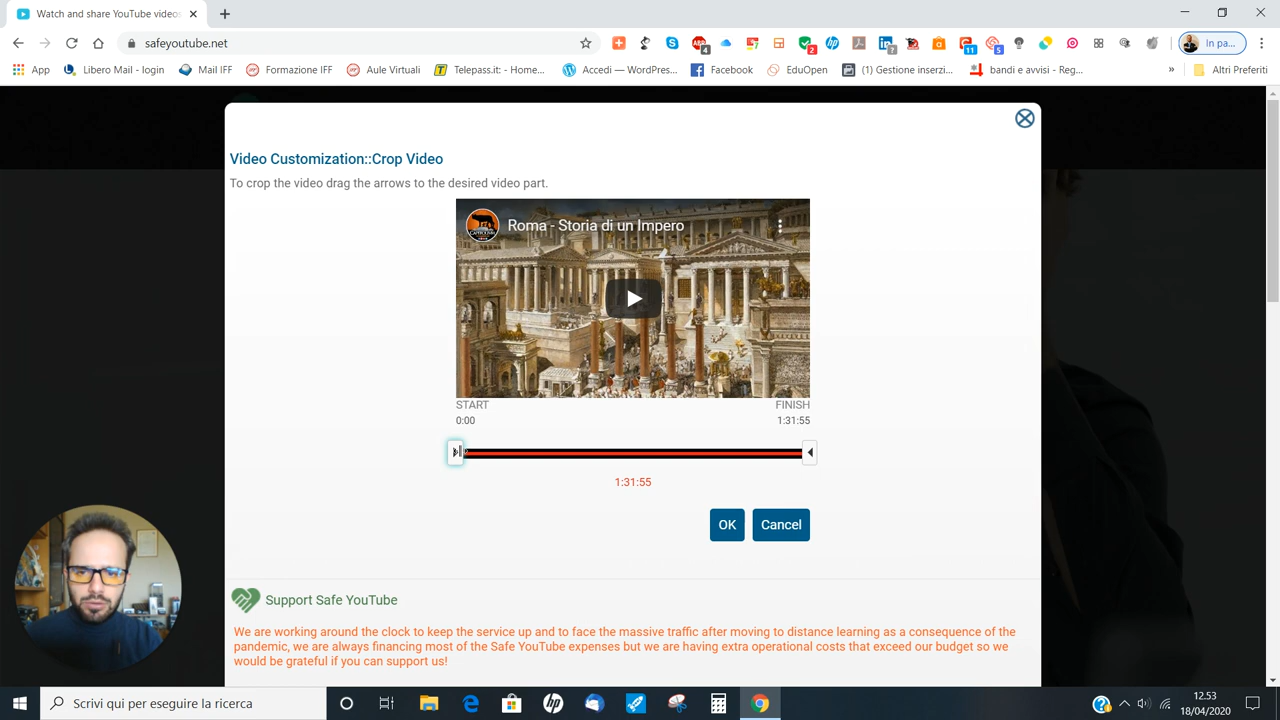 Watch and share YouTube videos
safeyoutube.net
4
2
2
11
5
In pa...
App
Libero Mail - login
Mail IFF
Formazione IFF
Aule Virtuali
Telepass.it: - Home...
Accedi — WordPres...
Facebook
EduOpen
(1) Gestione inserzi...
bandi e avvisi - Reg...
»
Altri Preferiti
Video Customization::Crop Video
To crop the video drag the arrows to the desired video part.
Roma - Storia di un Impero
START FINISH
0:00 1:31:55
1:31:55
OK Cancel
Support Safe YouTube
We are working around the clock to keep the service up and to face the massive traffic after moving to distance learning as a consequence of the
pandemic, we are always financing most of the Safe YouTube expenses but we are having extra operational costs that exceed our budget so we
would be grateful if you can support us!
Scrivi qui per eseguire la ricerca
12.53
18/04/2020